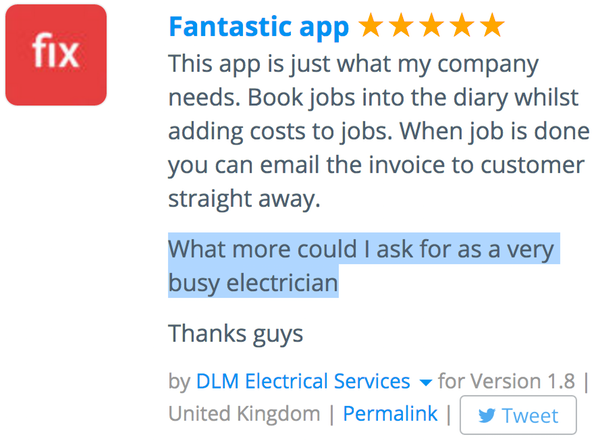 fix
Fantastic app
This app is just what my company
needs. Book jobs into the diary whilst
adding costs to jobs. When job is done
you can email the invoice to customer
straight away.
What more could I ask for as a very
busy electrician
Thanks guys
by DLM Electrical Services for Version 1.8 |
United Kingdom | Permalink | Tweet